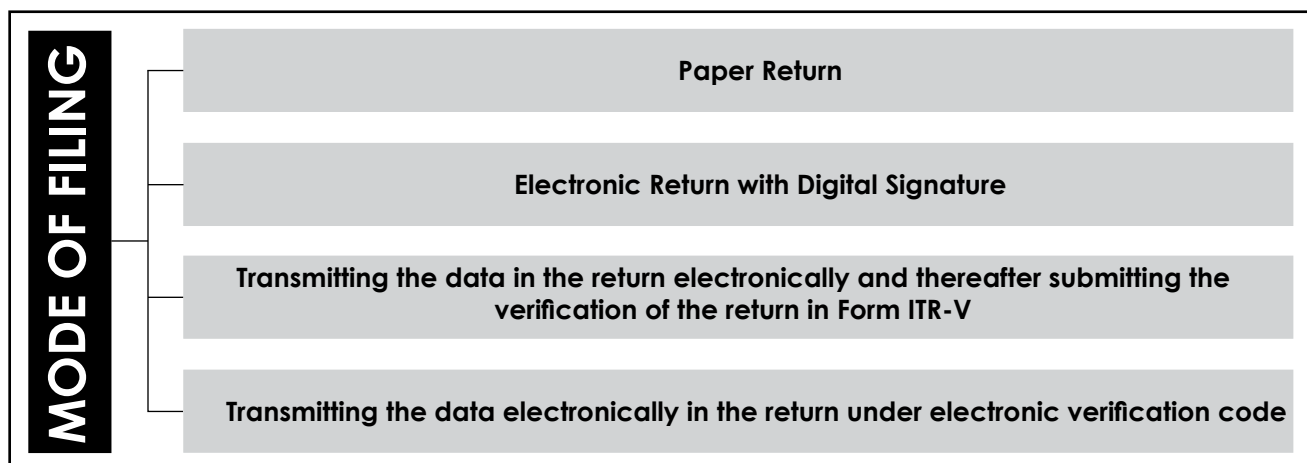 MODE OF FILING
Paper Return
Electronic Return with Digital Signature
Transmitting the data in the return electronically and thereafter submitting the
verification of the return in Form ITR-V
Transmitting the data electronically in the return under electronic verification code